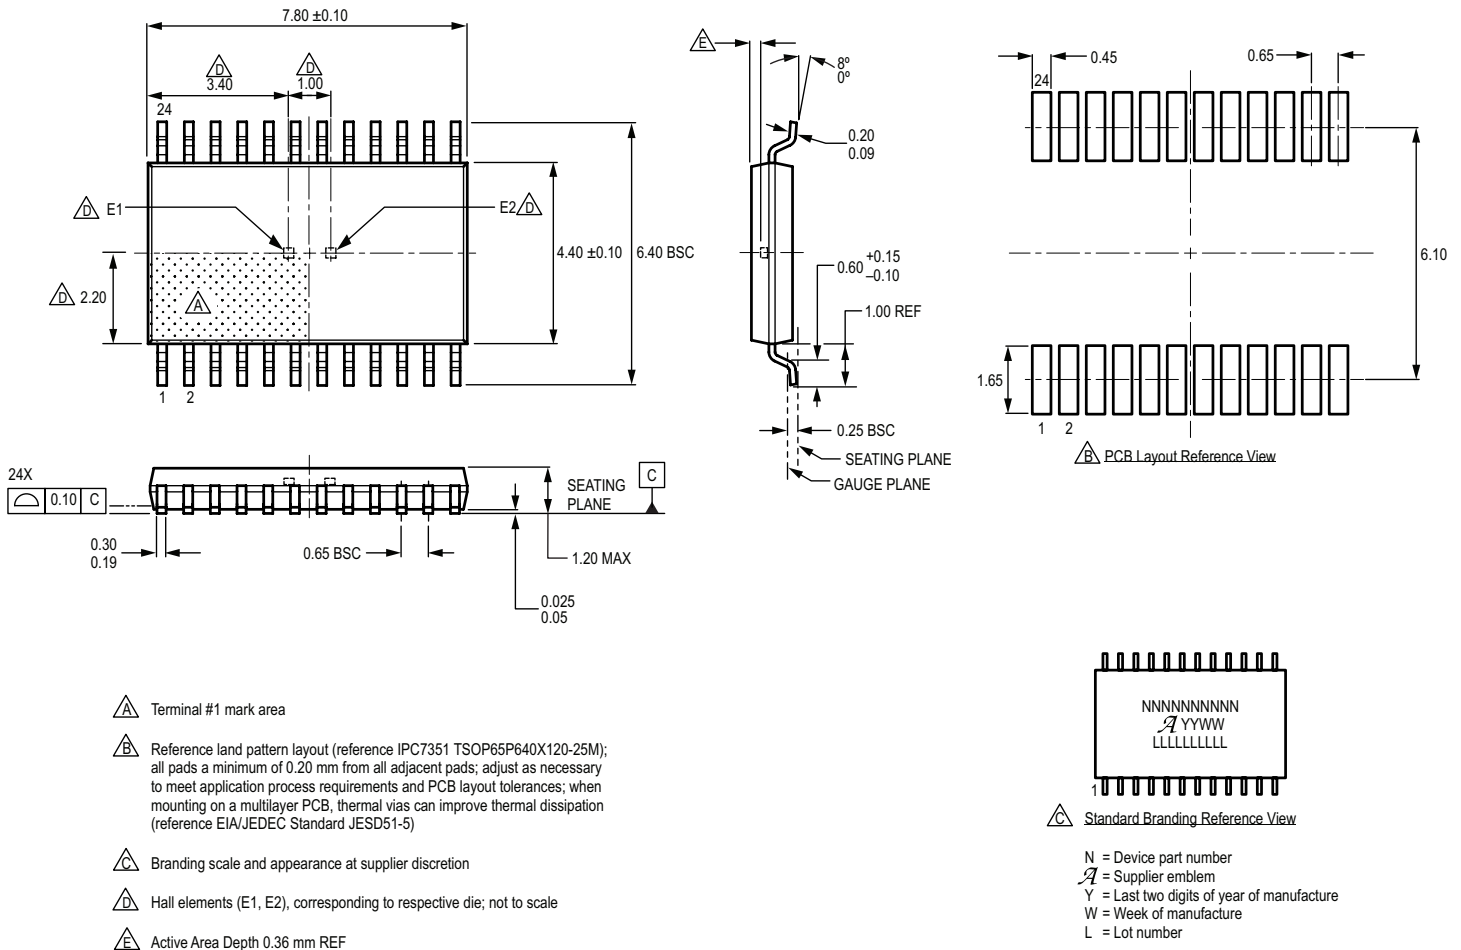 7.80 ±0.10
D
3.40
D
1.00
24
D E1
E2 D
4.40 ±0.10
6.40 BSC
D 2.20
A
1 2
E
8º
0º
0.20
0.09
0.60 +0.15
–0.10
1.00 REF
0.25 BSC
SEATING PLANE
GAUGE PLANE
24
0.45
0.65
6.10
1.65
1 2
B PCB Layout Reference View
24X
0.10 C
0.30
0.19
0.65 BSC
SEATING
PLANE
C
1.20 MAX
0.025
0.05
A Terminal #1 mark area
B Reference land pattern layout (reference IPC7351 TSOP65P640X120-25M);
all pads a minimum of 0.20 mm from all adjacent pads; adjust as necessary
to meet application process requirements and PCB layout tolerances; when
mounting on a multilayer PCB, thermal vias can improve thermal dissipation
(reference EIA/JEDEC Standard JESD51-5)
C Branding scale and appearance at supplier discretion
D Hall elements (E1, E2), corresponding to respective die; not to scale
E Active Area Depth 0.36 mm REF
NNNNNNNNNN
A YYWW
LLLLLLLLLL
1
C Standard Branding Reference View
N = Device part number
A = Supplier emblem
Y = Last two digits of year of manufacture
W = Week of manufacture
L = Lot number